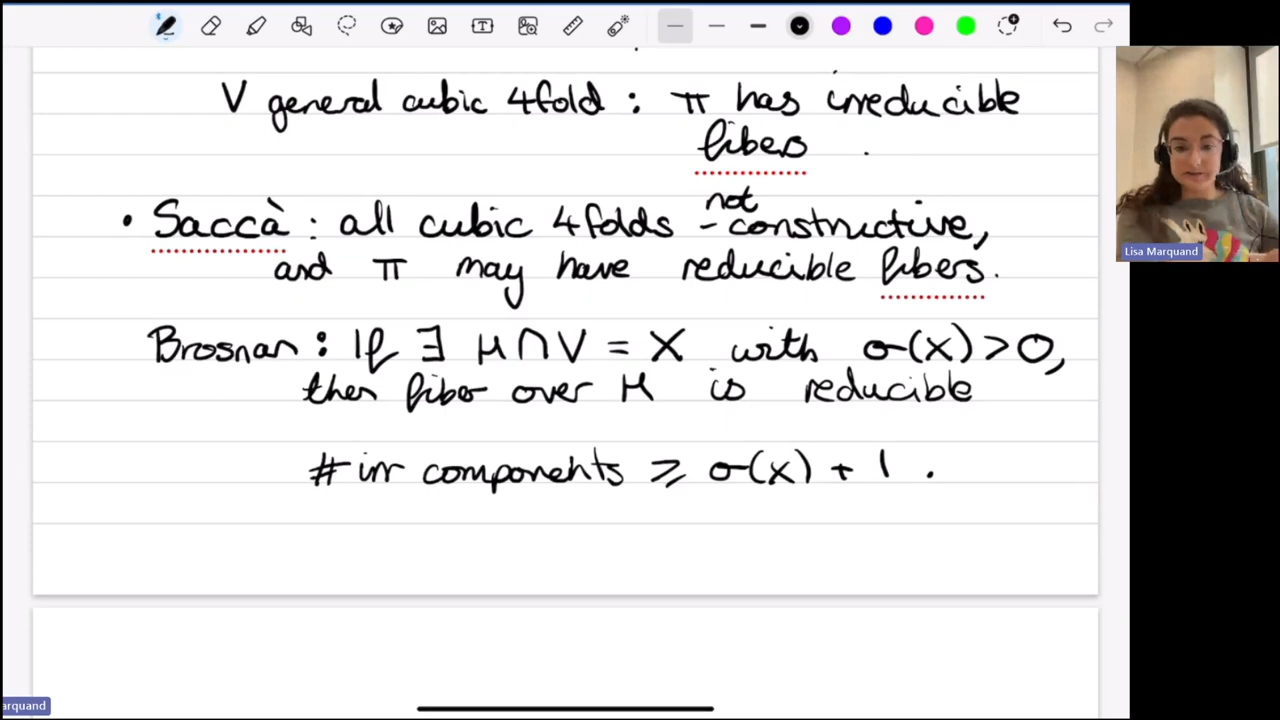 V general cubic 4fold : π has irreducible
fibers .
not
• Saccà : all cubic 4folds - constructive,
and π may have reducible fibers.
Brosnan : If ∃ H ∩ V = X with σ(X) > 0,
then fiber over H is reducible
# irr components ≥ σ(X) + 1 .
Lisa Marquand
arquand